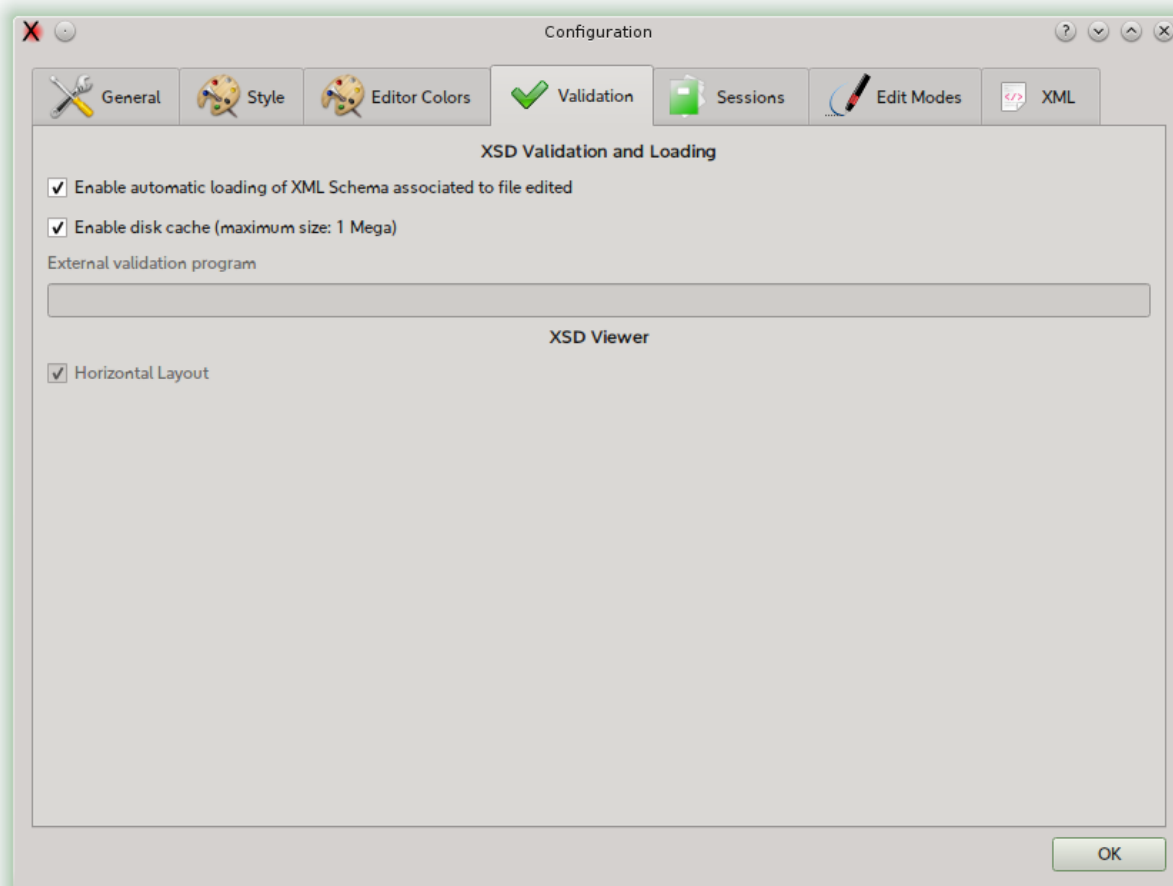 Configuration
General
Style
Editor Colors
Validation
Sessions
Edit Modes
XML
XSD Validation and Loading
Enable automatic loading of XML Schema associated to file edited
Enable disk cache (maximum size: 1 Mega)
External validation program
XSD Viewer
Horizontal Layout
OK